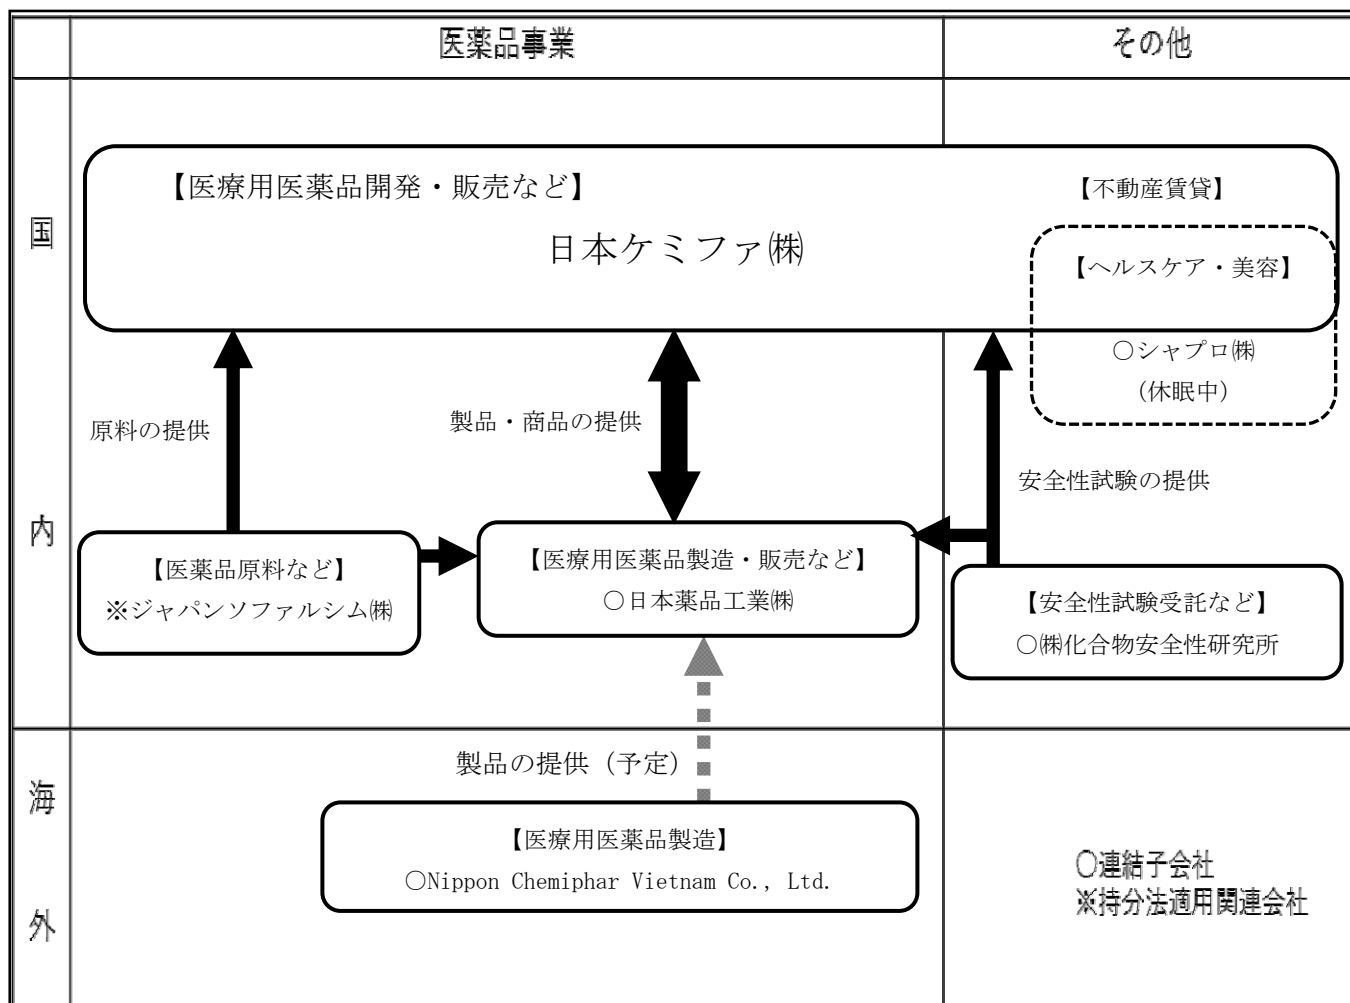 医薬品事業
その他
国
内
【医療用医薬品開発・販売など】
日本ケミファ㈱
【不動産賃貸】
【ヘルスケア・美容】
○シャプロ㈱
（休眠中）
原料の提供
製品・商品の提供
安全性試験の提供
【医薬品原料など】
※ジャパンソファルシム㈱
【医療用医薬品製造・販売など】
○日本薬品工業㈱
【安全性試験受託など】
○㈱化合物安全性研究所
海
外
製品の提供（予定）
【医療用医薬品製造】
○Nippon Chemiphar Vietnam Co., Ltd.
○連結子会社
※持分法適用関連会社